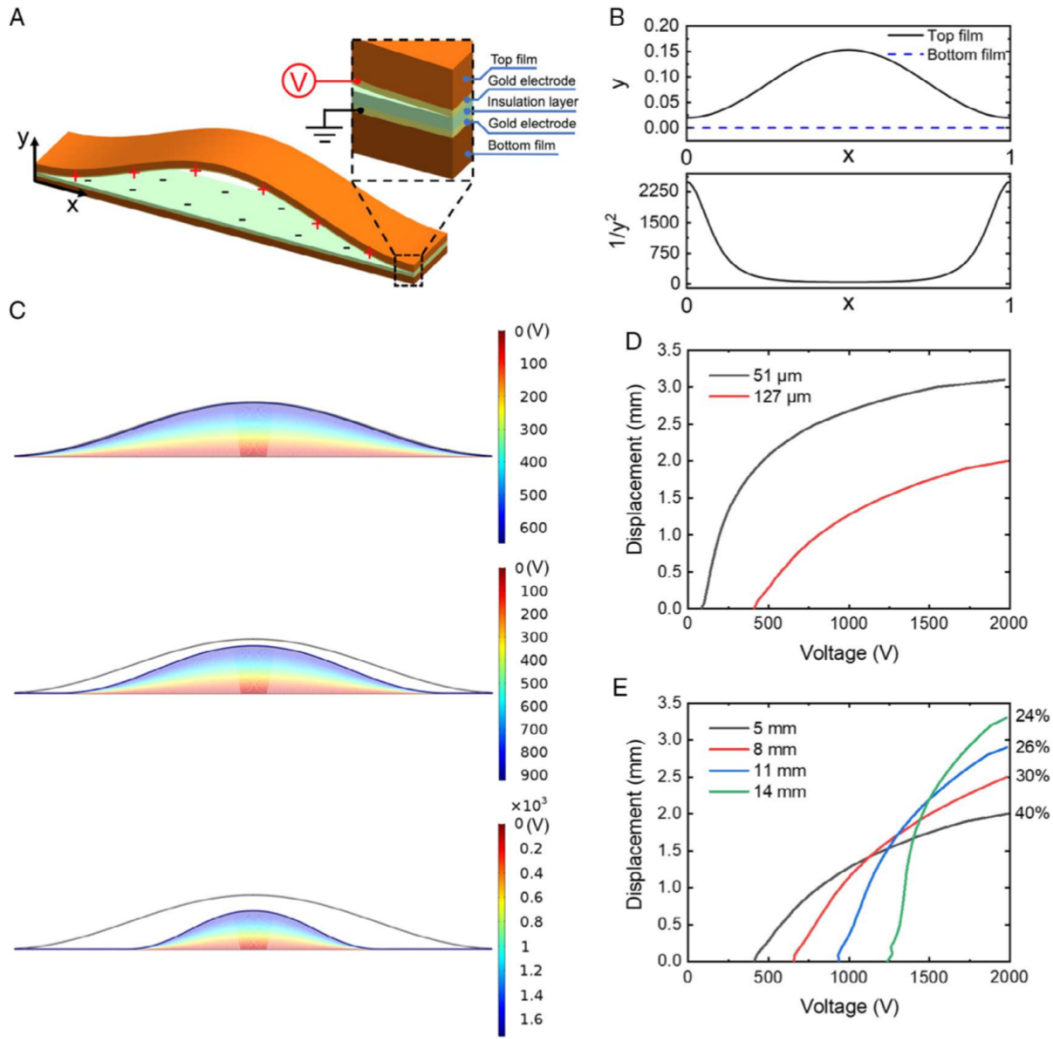 A
V
Top film
Gold electrode
Insulation layer
Gold electrode
Bottom film
y
x
+ + + + + +
- - - - - - - - -
B
y
0.15
0.10
0.05
0.00
Top film
Bottom film
0 x 1
1/y²
2250
1500
750
0
0 x 1
C
0 (V)
100
200
300
400
500
600
0 (V)
100
200
300
400
500
600
700
800
900
×10³
0 (V)
0.2
0.4
0.6
0.8
1
1.2
1.4
1.6
D
Displacement (mm)
3.5
3.0
2.5
2.0
1.5
1.0
0.5
0.0
51 μm
127 μm
0 500 1000 1500 2000
Voltage (V)
E
Displacement (mm)
3.5
3.0
2.5
2.0
1.5
1.0
0.5
0.0
5 mm
8 mm
11 mm
14 mm
24%
26%
30%
40%
0 500 1000 1500 2000
Voltage (V)